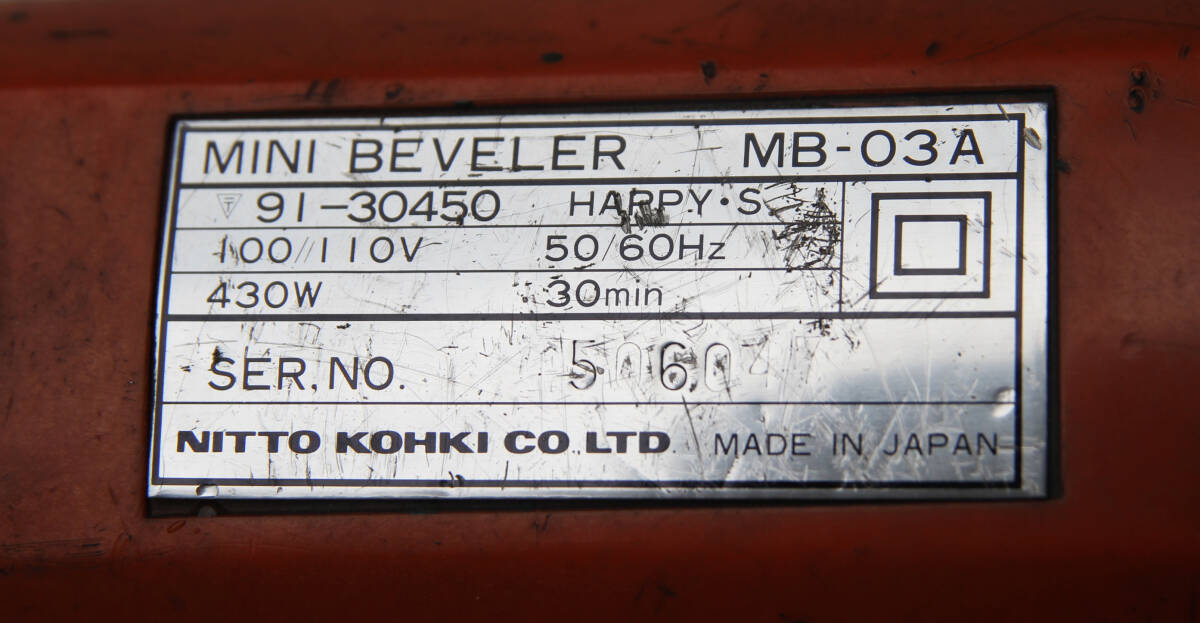 MINI BEVELER MB-03A
91-30450 HAPPY・S
100//110V 50/60Hz
430W 30min
SER. NO.
NITTO KOHKI CO.,LTD. MADE IN JAPAN